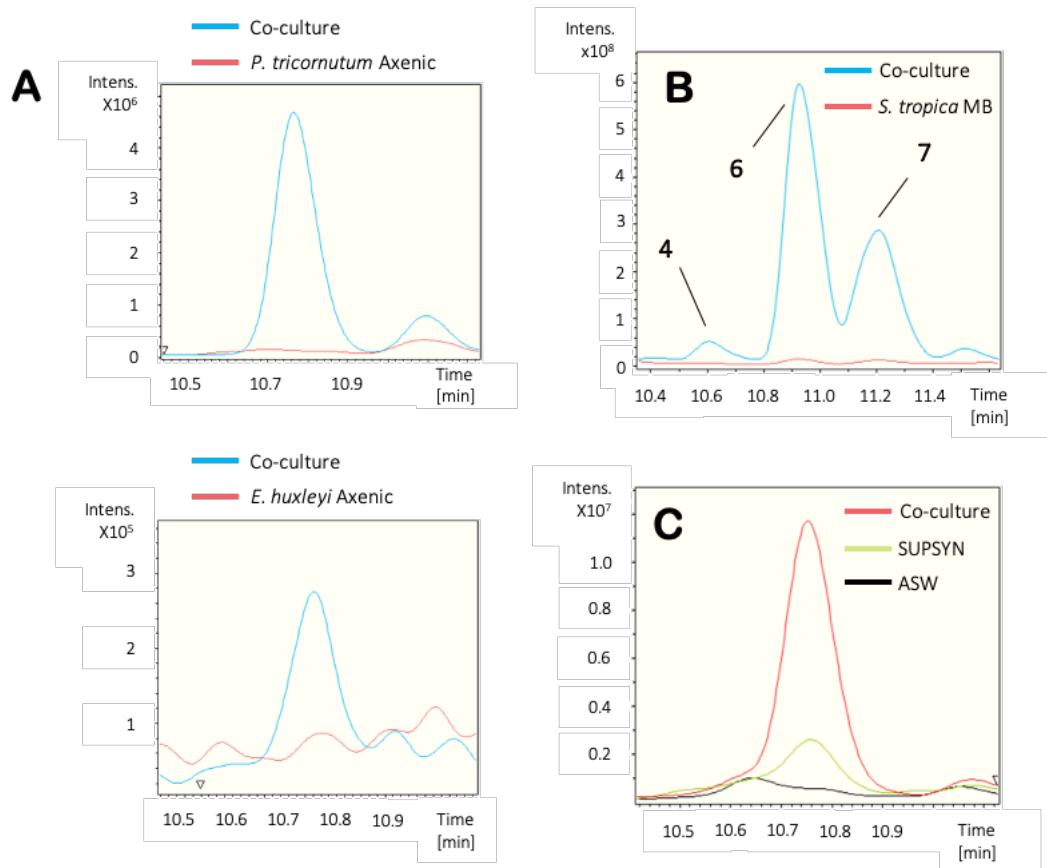 A
Co-culture
P. tricornutum Axenic
Intens.
X10⁶
4
3
2
1
0
10.5 10.7 10.9 Time
[min]
Co-culture
E. huxleyi Axenic
Intens.
X10⁵
3
2
1
10.5 10.6 10.7 10.8 10.9 Time
[min]
B
Intens.
x10⁸
Co-culture
S. tropica MB
6
5
4
3
2
1
0
4
6
7
10.4 10.6 10.8 11.0 11.2 11.4 Time
[min]
C
Intens.
X10⁷
Co-culture
SUPSYN
ASW
1.0
0.8
0.6
0.4
0.2
10.5 10.6 10.7 10.8 10.9 Time
[min]